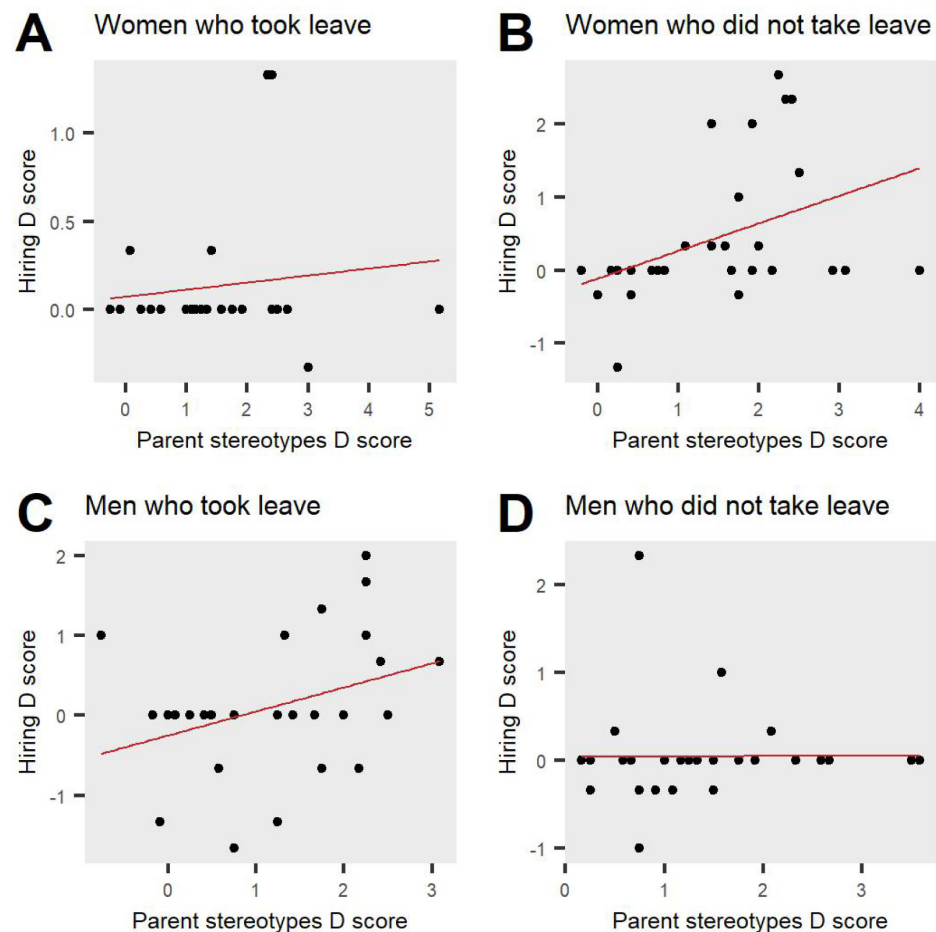 A Women who took leave
1.0
0.5
0.0
Hiring D score
0 1 2 3 4 5
Parent stereotypes D score
B Women who did not take leave
2
1
0
-1
Hiring D score
0 1 2 3 4
Parent stereotypes D score
C Men who took leave
2
1
0
-1
Hiring D score
0 1 2 3
Parent stereotypes D score
D Men who did not take leave
2
1
0
-1
Hiring D score
0 1 2 3
Parent stereotypes D score